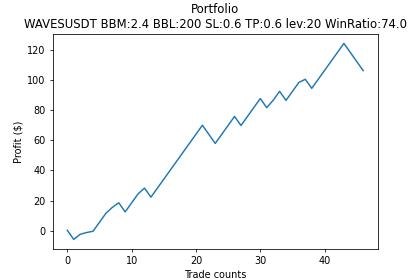 Portfolio
WAVESUSDT BBM:2.4 BBL:200 SL:0.6 TP:0.6 lev:20 WinRatio:74.0
120
100
80
60
40
20
0
Profit ($)
0 10 20 30 40
Trade counts